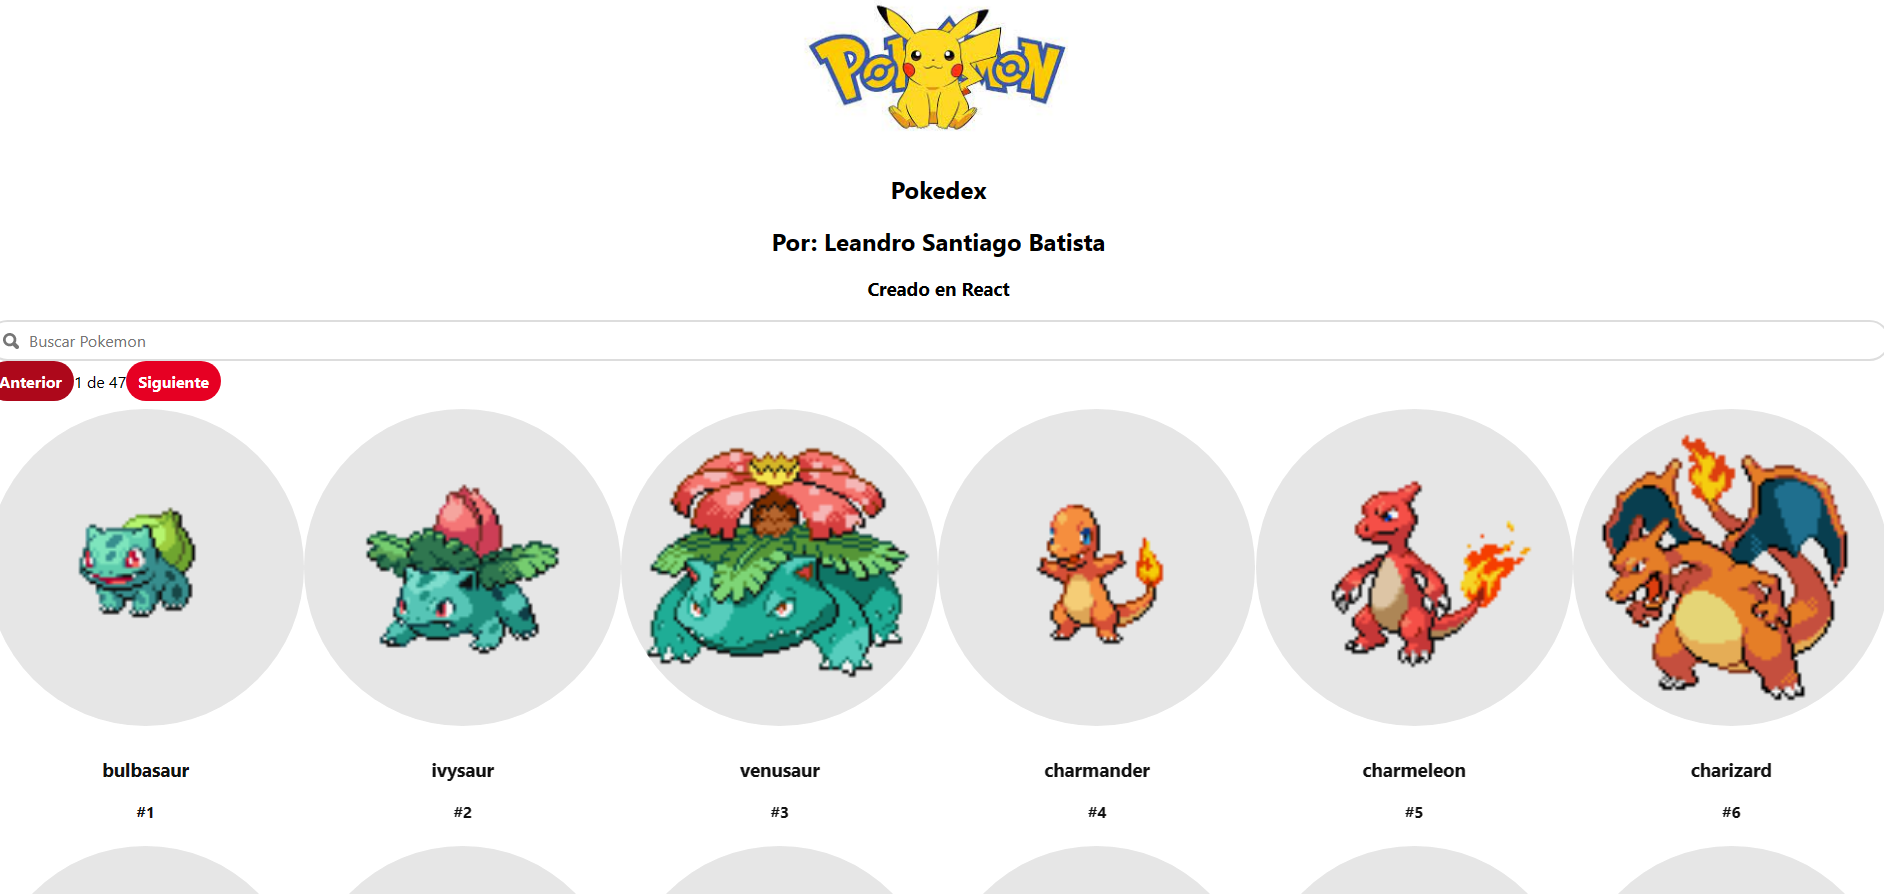 Pokémon
Pokedex
Por: Leandro Santiago Batista
Creado en React
Buscar Pokemon
Anterior 1 de 47 Siguiente
bulbasaur ivysaur venusaur charmander charmeleon charizard
#1 #2 #3 #4 #5 #6